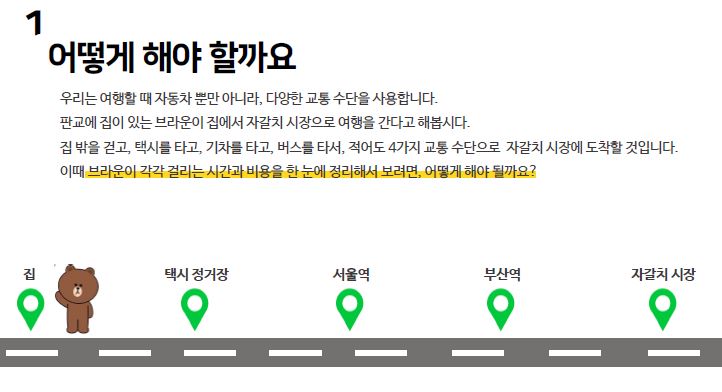 1
어떻게 해야 할까요
우리는 여행할 때 자동차 뿐만 아니라, 다양한 교통 수단을 사용합니다.
판교에 집이 있는 브라운이 집에서 자갈치 시장으로 여행을 간다고 해봅시다.
집 밖을 걷고, 택시를 타고, 기차를 타고, 버스를 타서, 적어도 4가지 교통 수단으로 자갈치 시장에 도착할 것입니다.
이때 브라운이 각각 걸리는 시간과 비용을 한 눈에 정리해서 보려면, 어떻게 해야 될까요?
집 택시 정거장 서울역 부산역 자갈치 시장